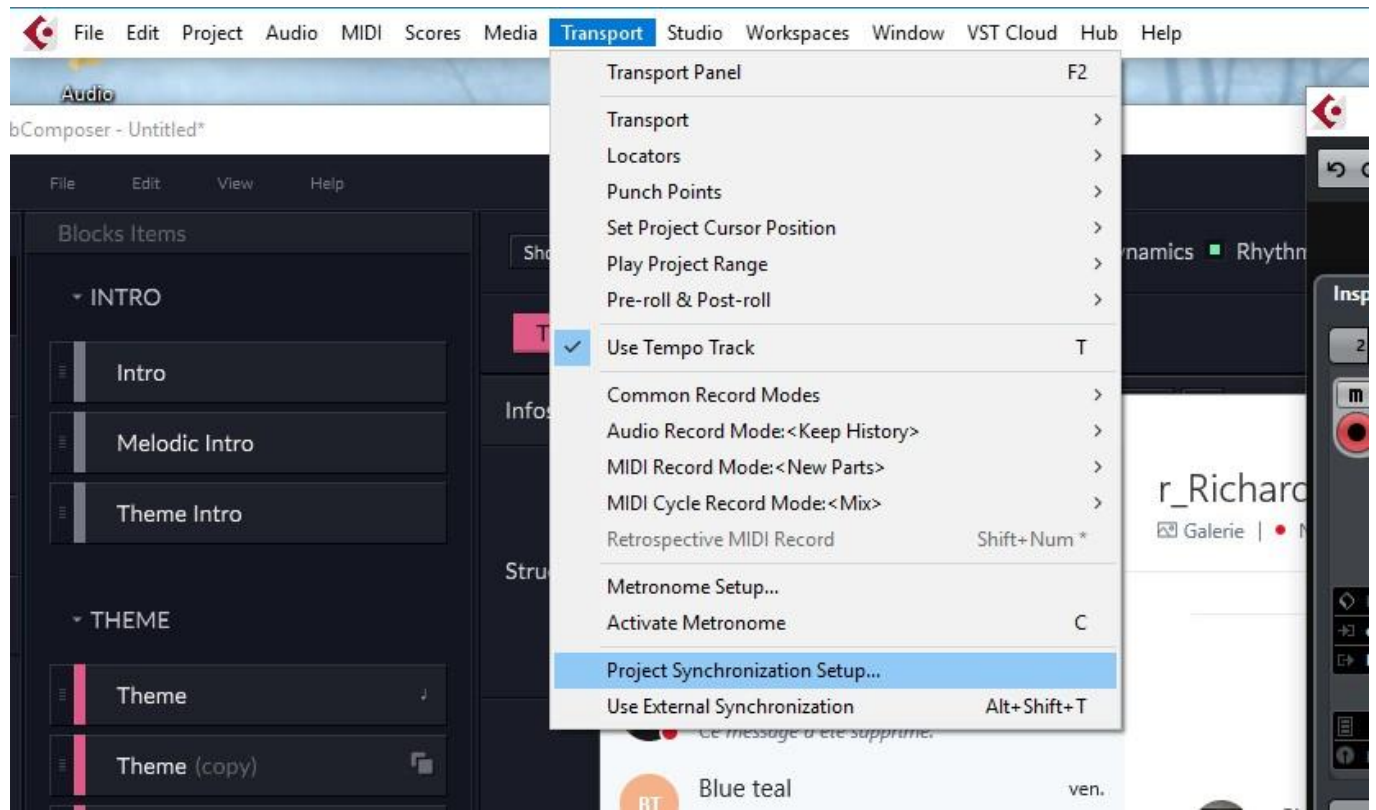 File Edit Project Audio MIDI Scores Media Transport Studio Workspaces Window VST Cloud Hub Help
Audio
bComposer - Untitled*
File Edit View Help
Blocks Items
INTRO
Intro
Melodic Intro
Theme Intro
THEME
Theme
Theme (copy)
Transport Panel F2
Transport
Locators
Punch Points
Set Project Cursor Position
Play Project Range
Pre-roll & Post-roll
Use Tempo Track T
Common Record Modes
Audio Record Mode:<Keep History>
MIDI Record Mode:<New Parts>
MIDI Cycle Record Mode:<Mix>
Retrospective MIDI Record Shift+Num *
Metronome Setup...
Activate Metronome C
Project Synchronization Setup...
Use External Synchronization Alt+Shift+T
Sho
namics Rhythm
T
Infos
Stru
r_Richard
Galerie |
Ce message a été supprimé.
BT Blue teal ven.
Insp
2
m